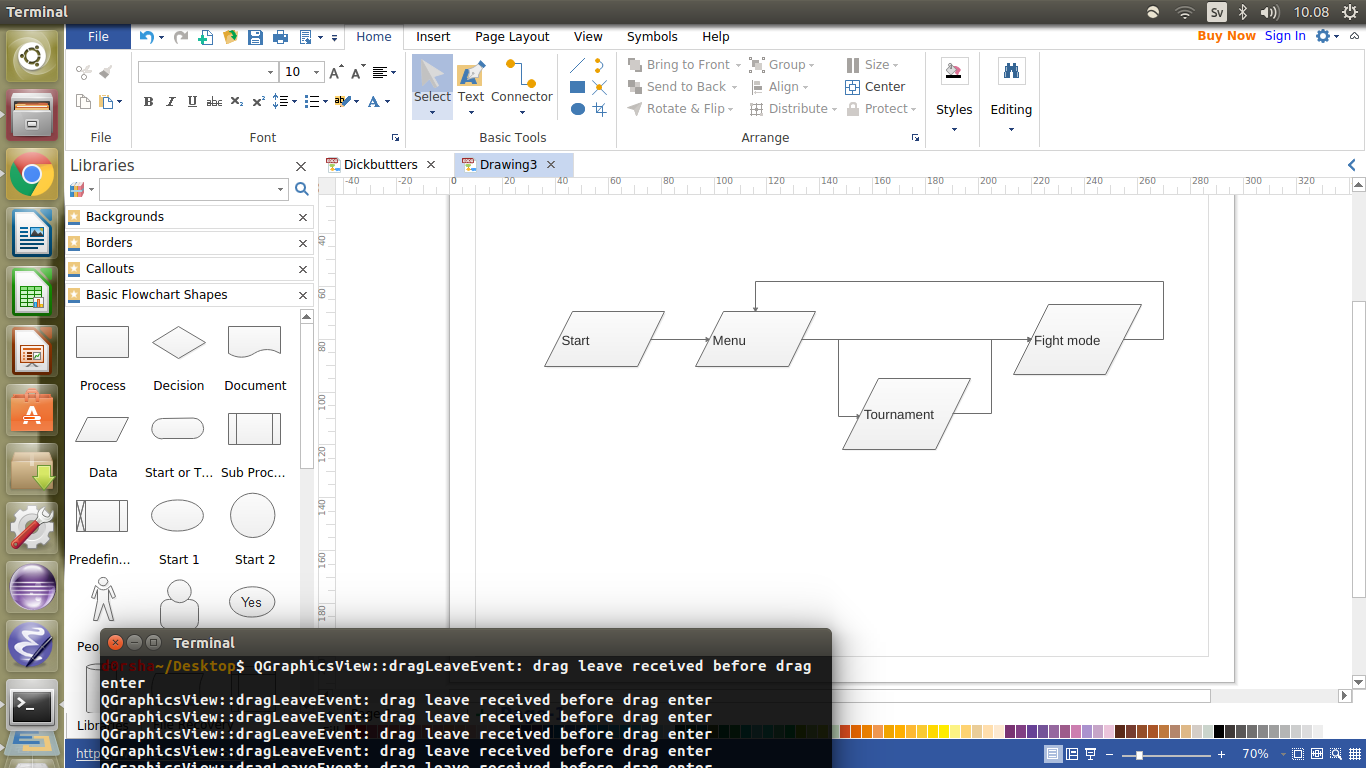 Terminal
Sv
10.08
File
Home
Insert
Page Layout
View
Symbols
Help
Buy Now
Sign In
10
A
A
B I U abc X₂ X² ab A
File
Font
Select
Text
Connector
Basic Tools
Bring to Front
Send to Back
Rotate & Flip
Group
Align
Distribute
Size
Center
Protect
Arrange
Styles
Editing
Libraries
Dickbuttters
Drawing3
-40 -20 0 20 40 60 80 100 120 140 160 180 200 220 240 260 280 300 320
40
60
80
100
120
140
160
180
Backgrounds
Borders
Callouts
Basic Flowchart Shapes
Process
Decision
Document
Data
Start or T...
Sub Proc...
Predefin...
Start 1
Start 2
Yes
Start
Menu
Fight mode
Tournament
Terminal
~/Desktop$ QGraphicsView::dragLeaveEvent: drag leave received before drag
enter
QGraphicsView::dragLeaveEvent: drag leave received before drag enter
QGraphicsView::dragLeaveEvent: drag leave received before drag enter
QGraphicsView::dragLeaveEvent: drag leave received before drag enter
QGraphicsView::dragLeaveEvent: drag leave received before drag enter
QGraphicsView::dragLeaveEvent: drag leave received before drag enter
70%